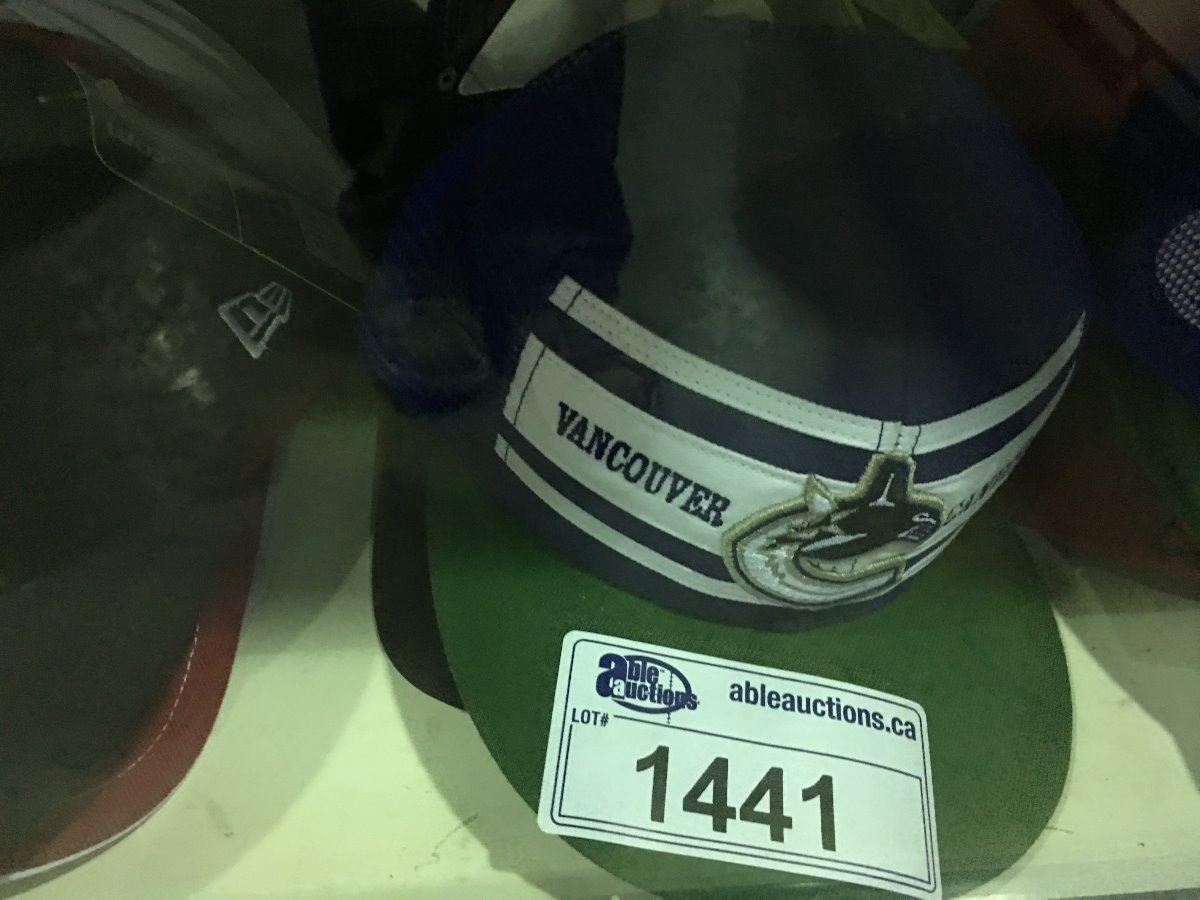 VANCOUVER
able
auctions
ableauctions.ca
LOT#
1441